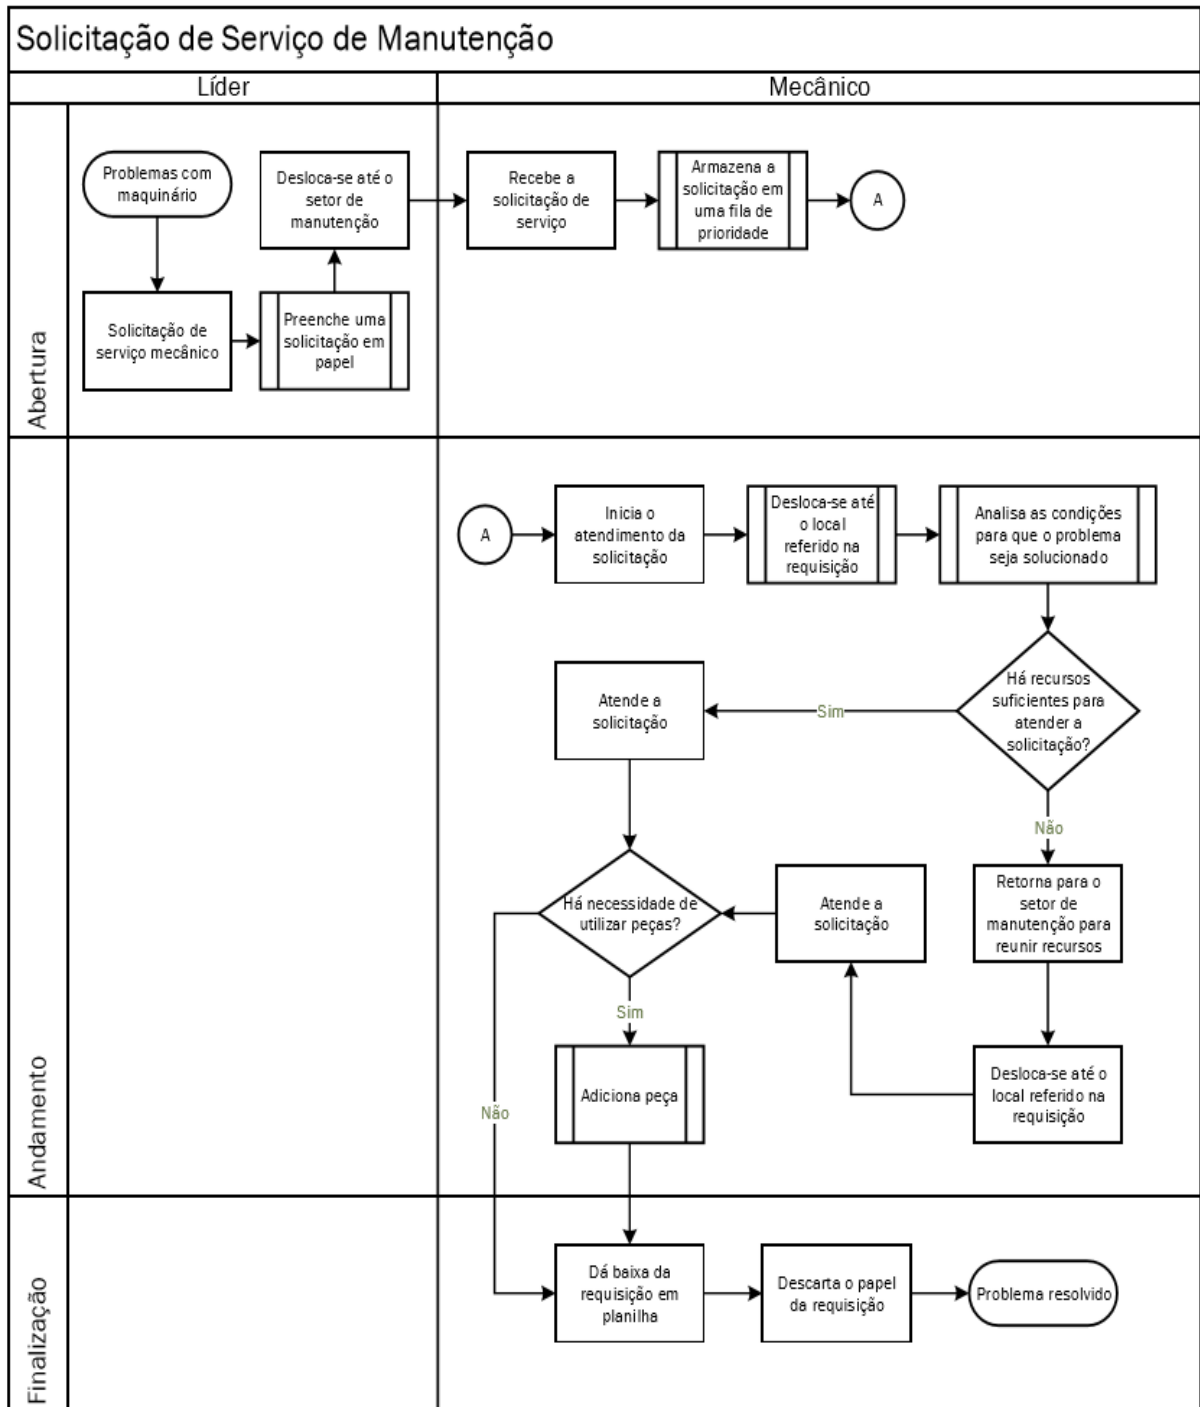 Solicitação de Serviço de Manutenção
Líder
Mecânico
Abertura
Problemas com
maquinário
Desloca-se até o
setor de
manutenção
Recebe a
solicitação de
serviço
Armazena a
solicitação em
uma fila de
prioridade
A
Solicitação de
serviço mecânico
Preenche uma
solicitação em
papel
Andamento
A
Inicia o
atendimento da
solicitação
Desloca-se até
o local
referido na
requisição
Analisa as condições
para que o problema
seja solucionado
Há recursos
suficientes para
atender a
solicitação?
Sim
Atende a
solicitação
Não
Retorna para o
setor de
manutenção para
reunir recursos
Atende a
solicitação
Há necessidade de
utilizar peças?
Sim
Não
Adiciona peça
Desloca-se até o
local referido na
requisição
Finalização
Dá baixa da
requisição em
planilha
Descarta o papel
da requisição
Problema resolvido